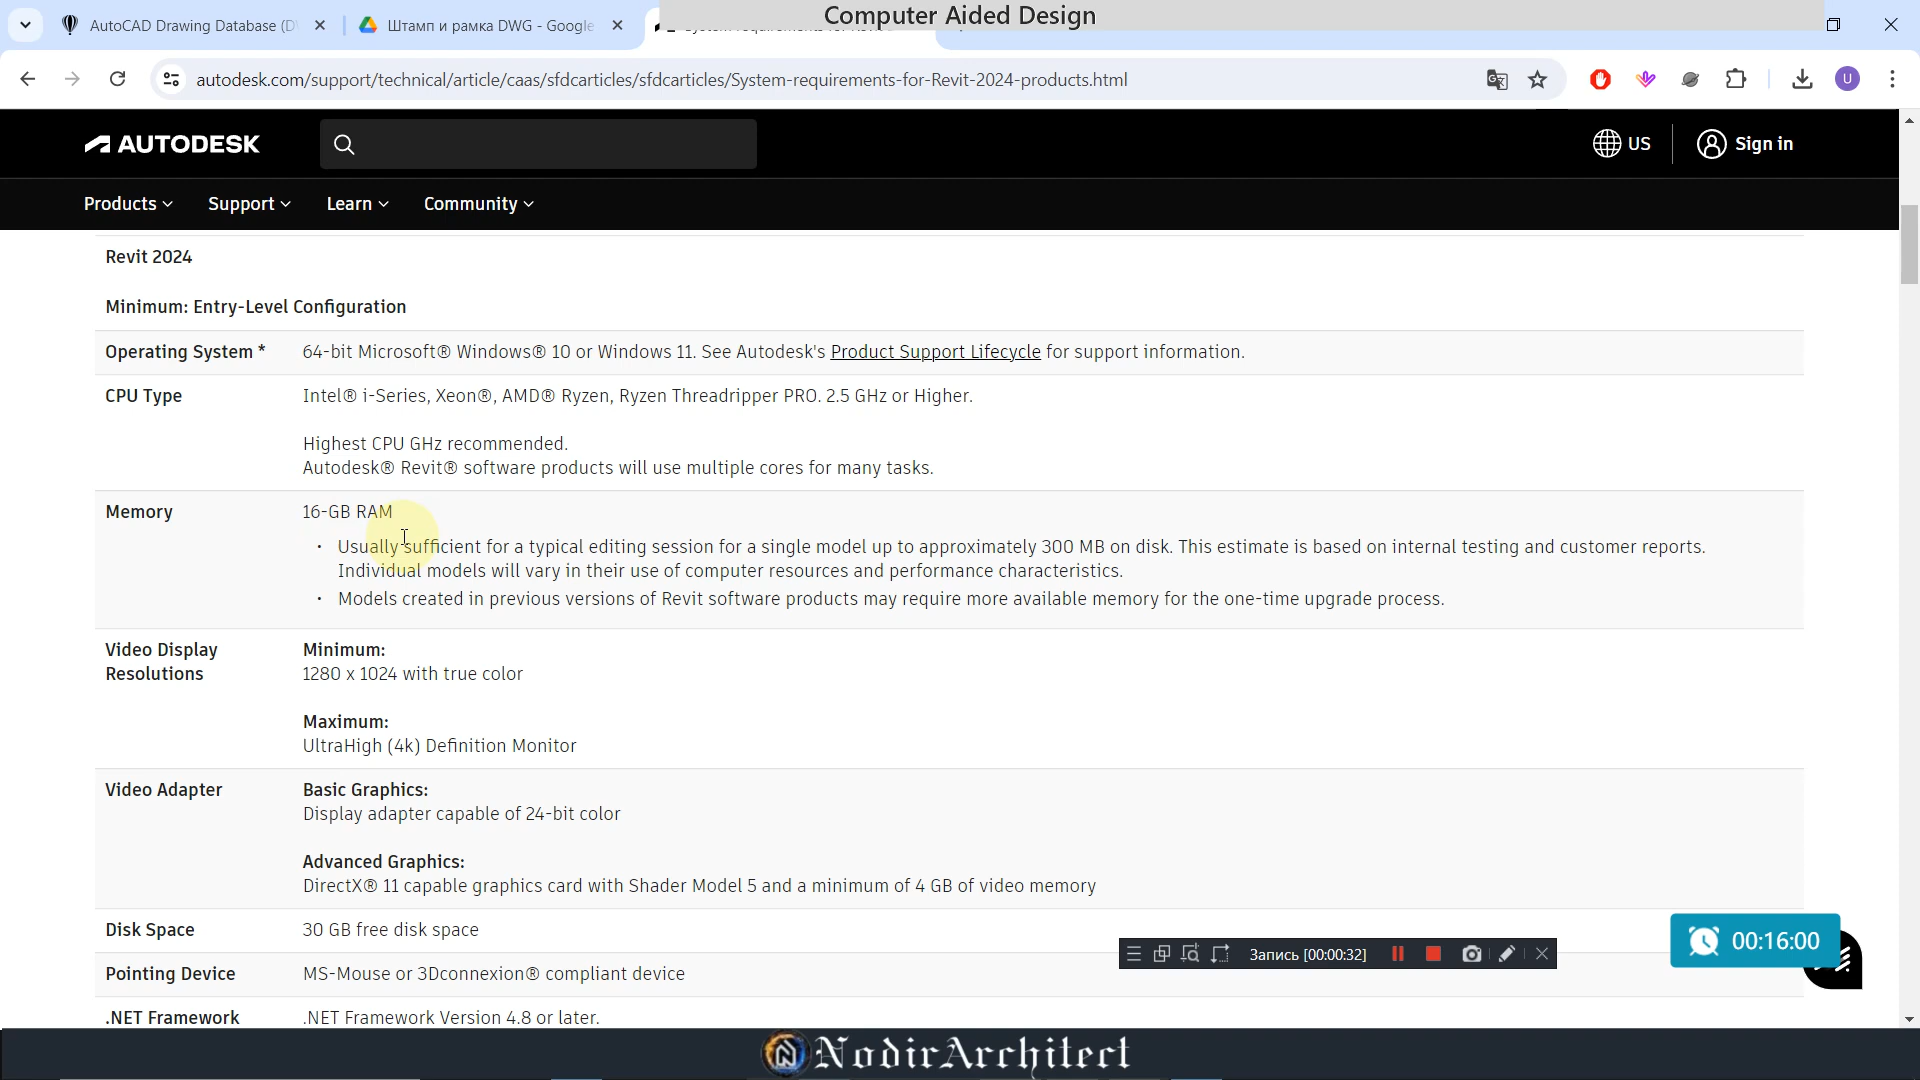 Computer Aided Design
AutoCAD Drawing Database (D
Штамп и рамка DWG - Google
autodesk.com/support/technical/article/caas/sfdcarticles/sfdcarticles/System-requirements-for-Revit-2024-products.html
U
AUTODESK
US
Sign in
Products
Support
Learn
Community
Revit 2024
Minimum: Entry-Level Configuration
Operating System * 64-bit Microsoft® Windows® 10 or Windows 11. See Autodesk's Product Support Lifecycle for support information.
CPU Type Intel® i-Series, Xeon®, AMD® Ryzen, Ryzen Threadripper PRO. 2.5 GHz or Higher.
Highest CPU GHz recommended.
Autodesk® Revit® software products will use multiple cores for many tasks.
Memory 16-GB RAM
• Usually sufficient for a typical editing session for a single model up to approximately 300 MB on disk. This estimate is based on internal testing and customer reports.
Individual models will vary in their use of computer resources and performance characteristics.
• Models created in previous versions of Revit software products may require more available memory for the one-time upgrade process.
Video Display Minimum:
Resolutions 1280 x 1024 with true color
Maximum:
UltraHigh (4k) Definition Monitor
Video Adapter Basic Graphics:
Display adapter capable of 24-bit color
Advanced Graphics:
DirectX® 11 capable graphics card with Shader Model 5 and a minimum of 4 GB of video memory
Disk Space 30 GB free disk space
Запись [00:00:32]
00:16:00
Pointing Device MS-Mouse or 3Dconnexion® compliant device
.NET Framework .NET Framework Version 4.8 or later.
NodirArchitect